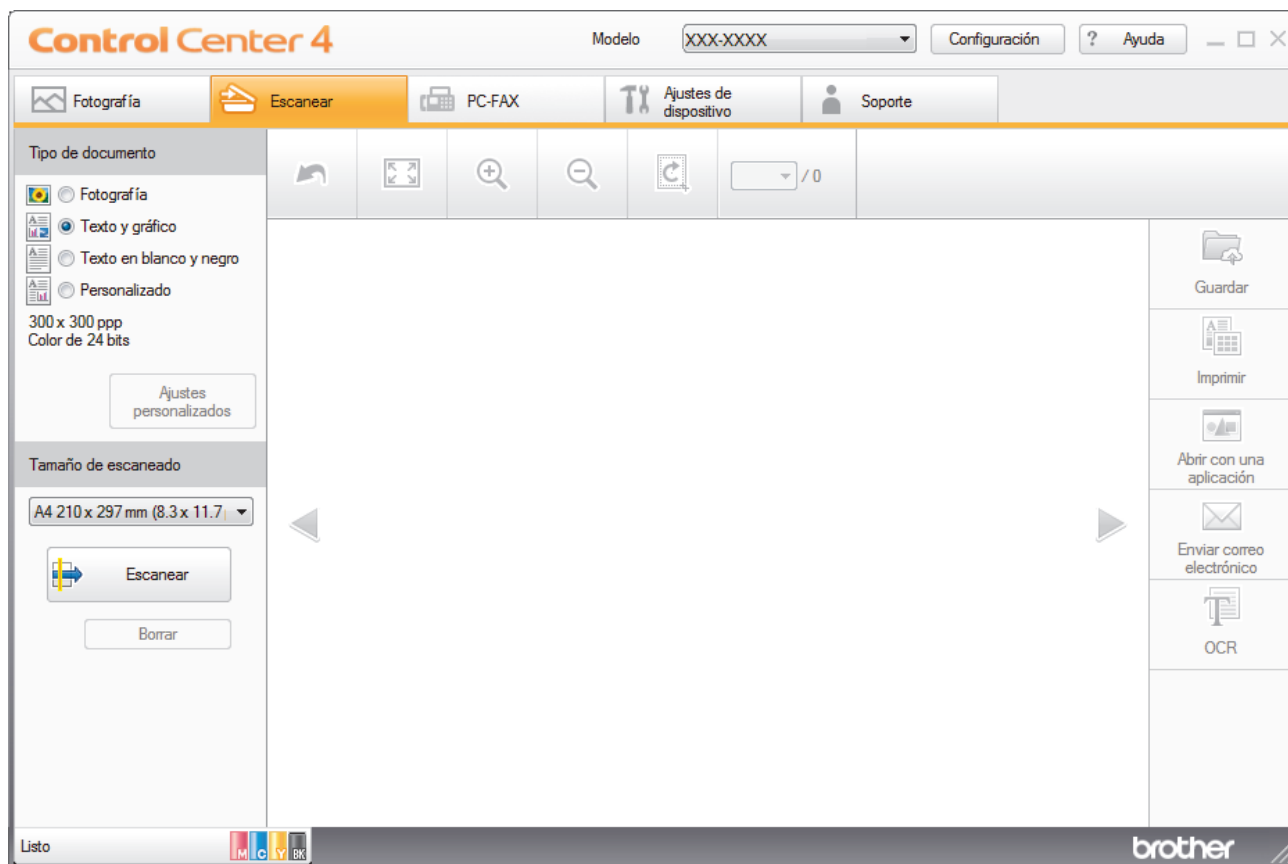 Control Center 4
Modelo
XXX-XXXX
Configuración
? Ayuda
Fotografía
Escanear
PC-FAX
Ajustes de
dispositivo
Soporte
Tipo de documento
Fotografía
Texto y gráfico
Texto en blanco y negro
Personalizado
300 x 300 ppp
Color de 24 bits
Ajustes
personalizados
Tamaño de escaneado
A4 210 x 297 mm (8.3 x 11.7
Escanear
Borrar
/ 0
Guardar
Imprimir
Abrir con una
aplicación
Enviar correo
electrónico
OCR
Listo
M C Y BK
brother